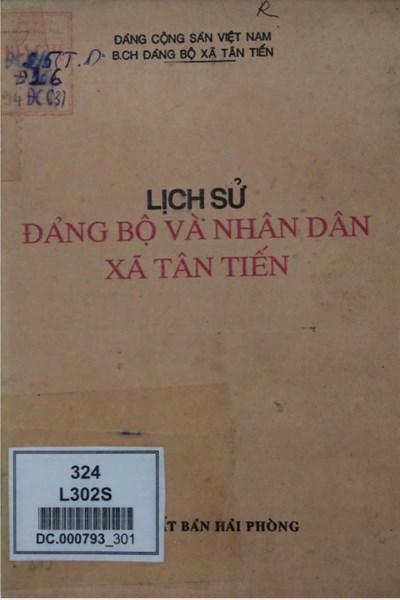 R
ĐẢNG CỘNG SẢN VIỆT NAM
B.CH ĐẢNG BỘ XÃ TÂN TIẾN
LỊCH SỬ
ĐẢNG BỘ VÀ NHÂN DÂN
XÃ TÂN TIẾN
324
L302S
DC.000793_301
BẢN HẢI PHÒNG